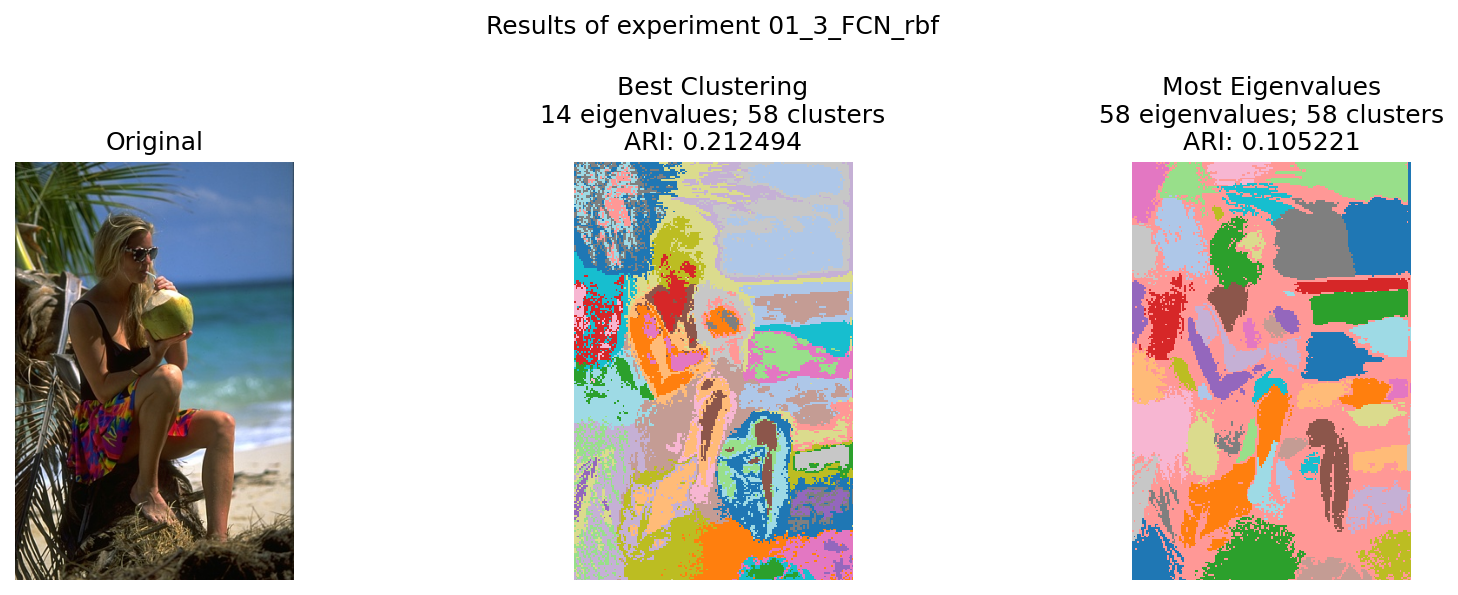 Results of experiment 01_3_FCN_rbf
Original
Best Clustering
14 eigenvalues; 58 clusters
ARI: 0.212494
Most Eigenvalues
58 eigenvalues; 58 clusters
ARI: 0.105221